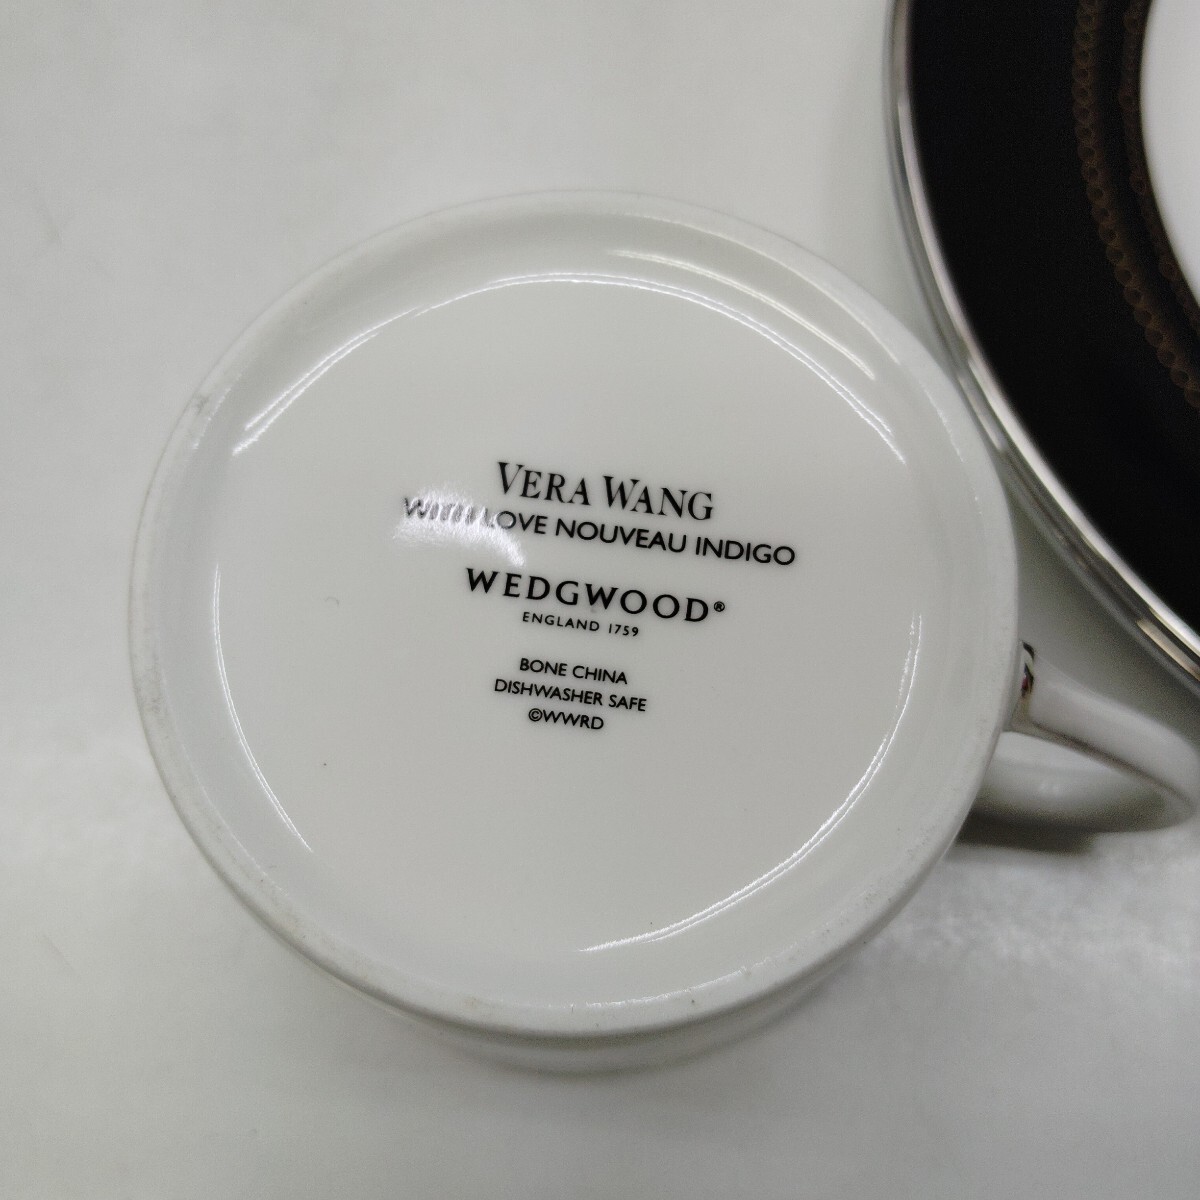 VERA WANG
WITH LOVE NOUVEAU INDIGO
WEDGWOOD®
ENGLAND 1759
BONE CHINA
DISHWASHER SAFE
©WWRD